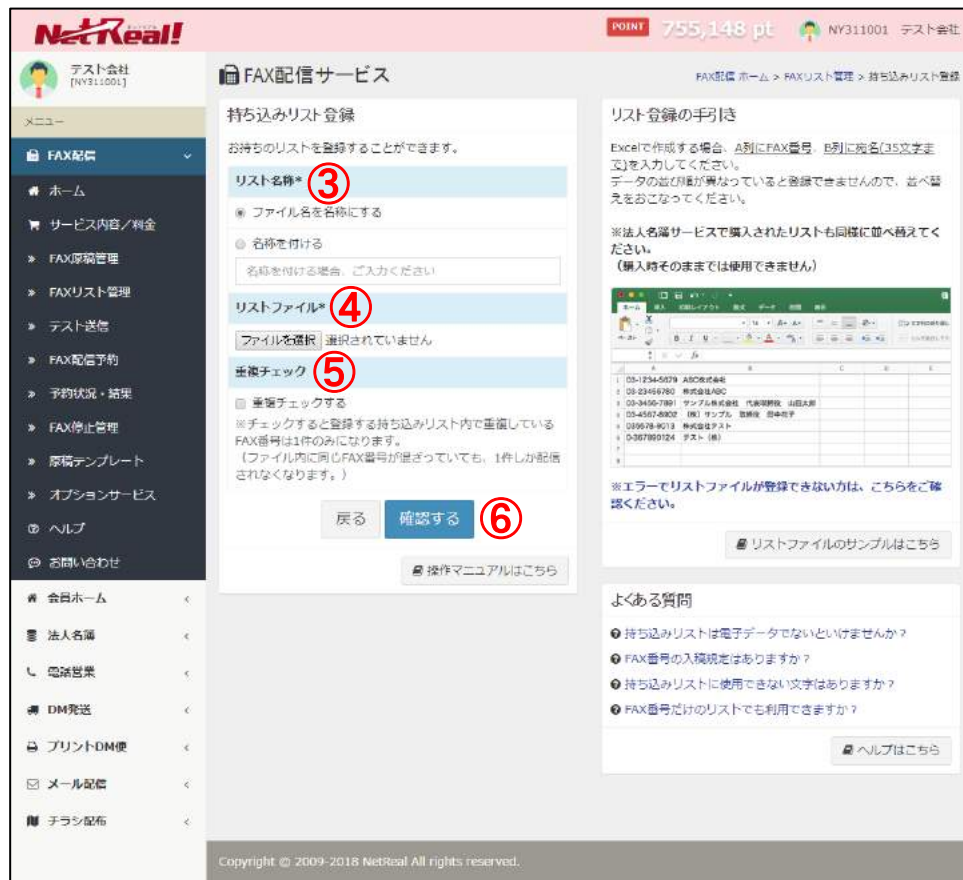 NetReal!
POINT 755,148 pt NY311001 テスト会社
テスト会社
[NY311001]
メニュー
FAX配信
ホーム
サービス内容／料金
FAX原稿管理
FAXリスト管理
テスト送信
FAX配信予約
予約状況・結果
FAX停止管理
原稿テンプレート
オプションサービス
ヘルプ
お問い合わせ
会員ホーム
法人名簿
電話営業
DM発送
プリントDM便
メール配信
チラシ配布
FAX配信サービス
FAX配信 ホーム > FAXリスト管理 > 持ち込みリスト登録
持ち込みリスト登録
お持ちのリストを登録することができます。
リスト名称* ③
ファイル名を名称にする
名称を付ける
名称を付ける場合、ご入力ください
リストファイル* ④
ファイルを選択 選択されていません
重複チェック ⑤
重複チェックする
※チェックすると登録する持ち込みリスト内で重複している
FAX番号は1件のみになります。
（ファイル内に同じFAX番号が混ざっていても、1件しか配信
されなくなります。）
戻る 確認する ⑥
操作マニュアルはこちら
リスト登録の手引き
Excelで作成する場合、A列にFAX番号、B列に宛名(35文字ま
で)を入力してください。
データの並び順が異なっていると登録できませんので、並べ替
えをおこなってください。
※法人名簿サービスで購入されたリストも同様に並べ替えてく
ださい。
（購入時そのままでは使用できません）
1 03-1234-5679 ABC株式会社
2 03-23456780 株式会社ABC
3 03-3456-7891 サンプル株式会社 代表取締役 山田太郎
4 03-4567-8902 （株）サンプル 取締役 田中花子
5 035678-9013 株式会社テスト
6 0-367890124 テスト（株）
7
8
※エラーでリストファイルが登録できない方は、こちらをご確
認ください。
リストファイルのサンプルはこちら
よくある質問
持ち込みリストは電子データでないといけませんか？
FAX番号の入稿規定はありますか？
持ち込みリストに使用できない文字はありますか？
FAX番号だけのリストでも利用できますか？
ヘルプはこちら
Copyright © 2009-2018 NetReal All rights reserved.